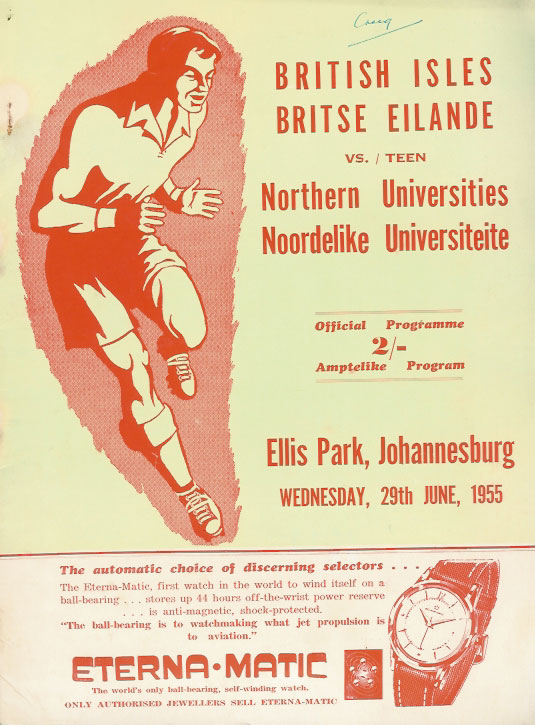 BRITISH ISLES
BRITSE EILANDE
VS. / TEEN
Northern Universities
Noordelike Universiteite
Official Programme
2/-
Amptelike Program
Ellis Park, Johannesburg
WEDNESDAY, 29th JUNE, 1955
The automatic choice of discerning selectors . . .
The Eterna-Matic, first watch in the world to wind itself on a
ball-bearing . . . stores up 44 hours off-the-wrist power reserve
. . . is anti-magnetic, shock-protected.
"The ball-bearing is to watchmaking what jet propulsion is
to aviation."
ETERNA·MATIC
The world's only ball-bearing, self-winding watch.
ONLY AUTHORISED JEWELLERS SELL ETERNA-MATIC